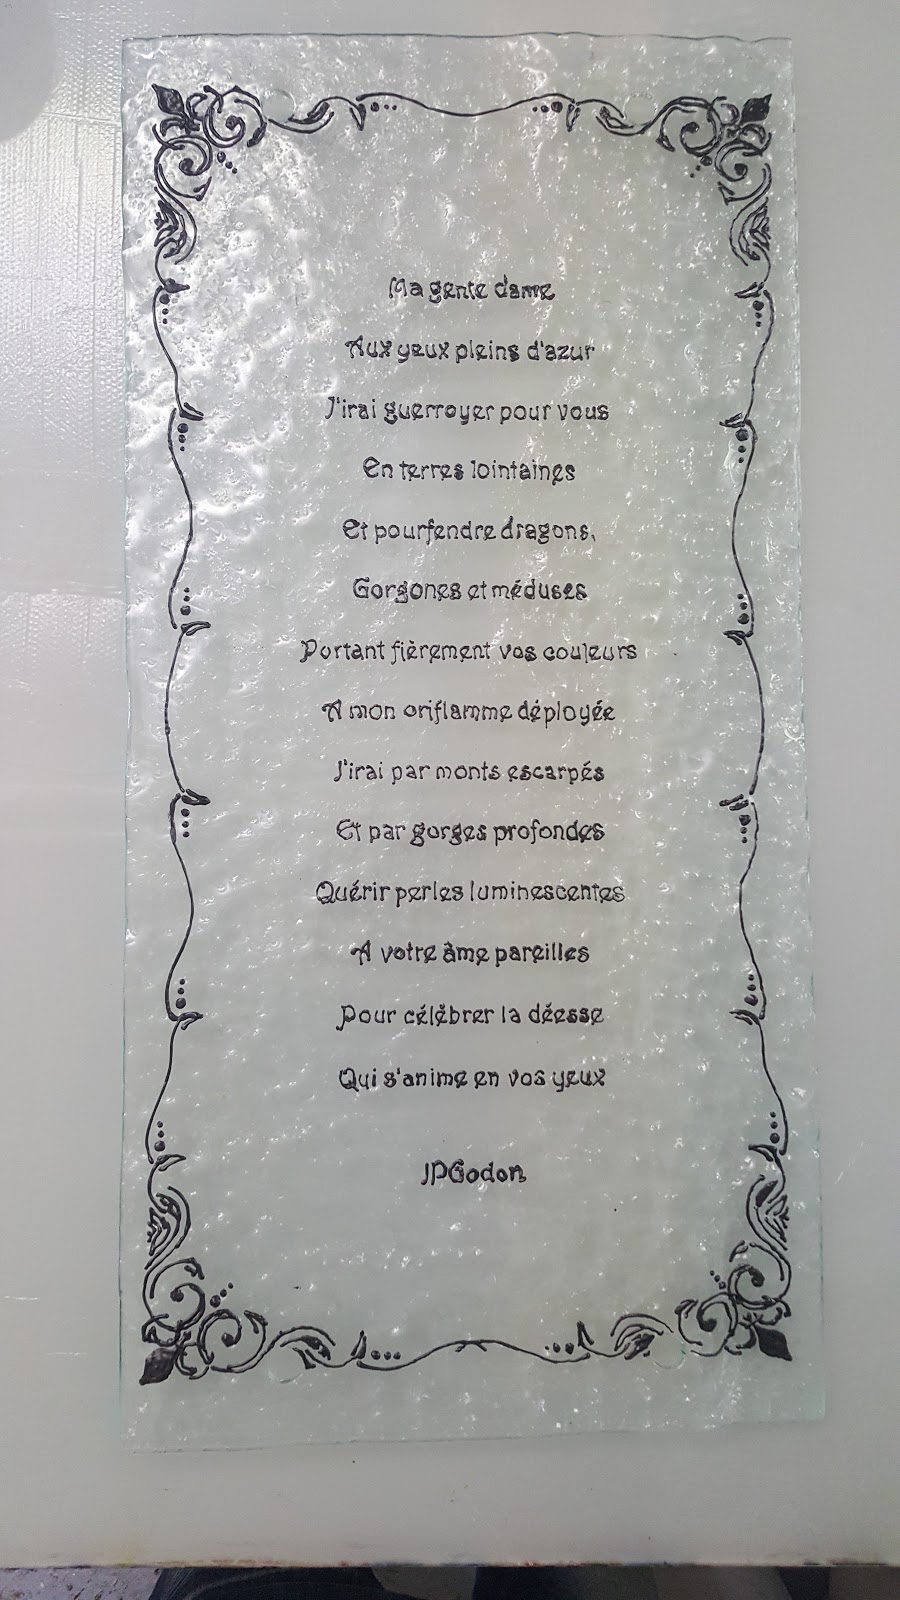 Ma gente dame
Aux yeux pleins d'azur
J'irai guerroyer pour vous
En terres lointaines
Et pourfendre dragons,
Gorgones et méduses
Portant fièrement vos couleurs
A mon oriflamme déployée
J'irai par monts escarpés
Et par gorges profondes
Quérir perles luminescentes
A votre âme pareilles
Pour célébrer la déesse
Qui s'anime en vos yeux
JPGodon